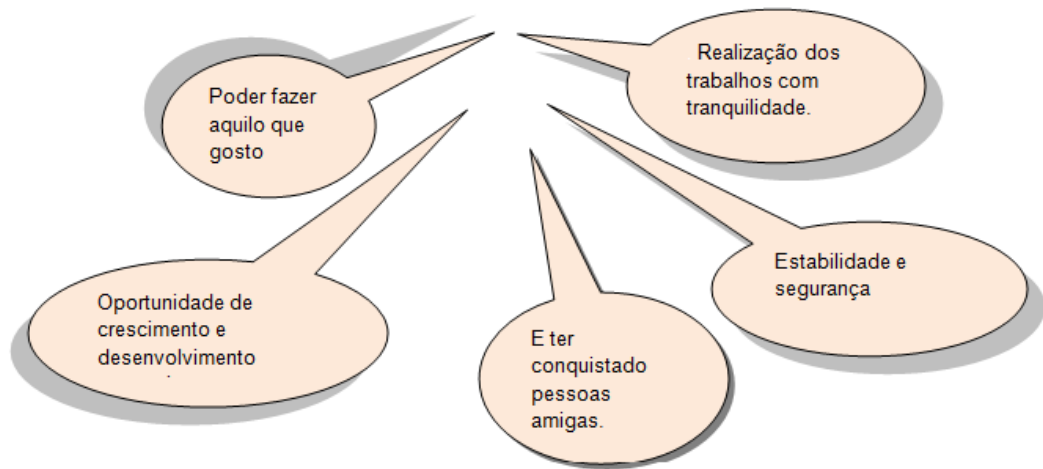 Poder fazer
aquilo que
gosto
Realização dos
trabalhos com
tranquilidade.
Oportunidade de
crescimento e
desenvolvimento
E ter
conquistado
pessoas
amigas.
Estabilidade e
segurança